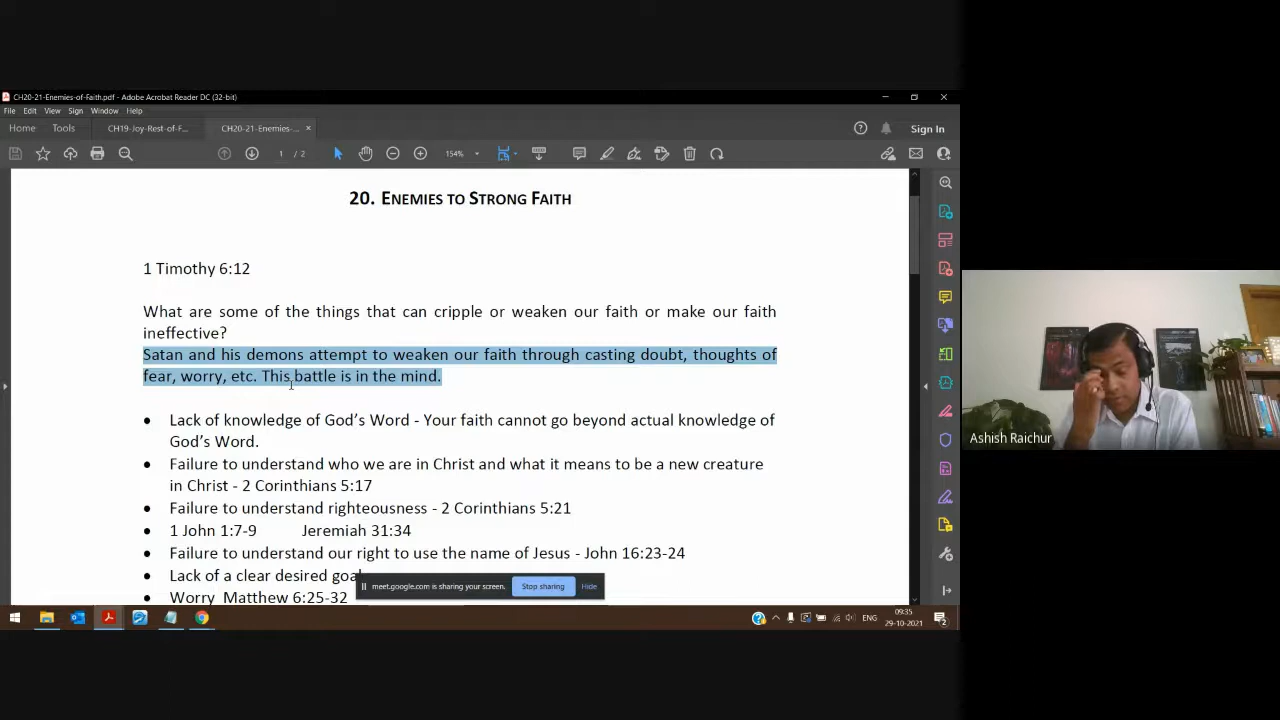 CH20-21-Enemies-of-Faith.pdf - Adobe Acrobat Reader DC (32-bit)
File Edit View Sign Window Help
Home Tools CH19-Joy-Rest-of-F... CH20-21-Enemies-... × Sign In
1 / 2 154%
20. ENEMIES TO STRONG FAITH
1 Timothy 6:12
What are some of the things that can cripple or weaken our faith or make our faith
ineffective?
Satan and his demons attempt to weaken our faith through casting doubt, thoughts of
fear, worry, etc. This battle is in the mind.
• Lack of knowledge of God’s Word - Your faith cannot go beyond actual knowledge of
God’s Word.
• Failure to understand who we are in Christ and what it means to be a new creature
in Christ - 2 Corinthians 5:17
• Failure to understand righteousness - 2 Corinthians 5:21
• 1 John 1:7-9 Jeremiah 31:34
• Failure to understand our right to use the name of Jesus - John 16:23-24
• Lack of a clear desired goal
• Worry Matthew 6:25-32
meet.google.com is sharing your screen. Stop sharing Hide
ENG
09:35
29-10-2021
2
Ashish Raichur